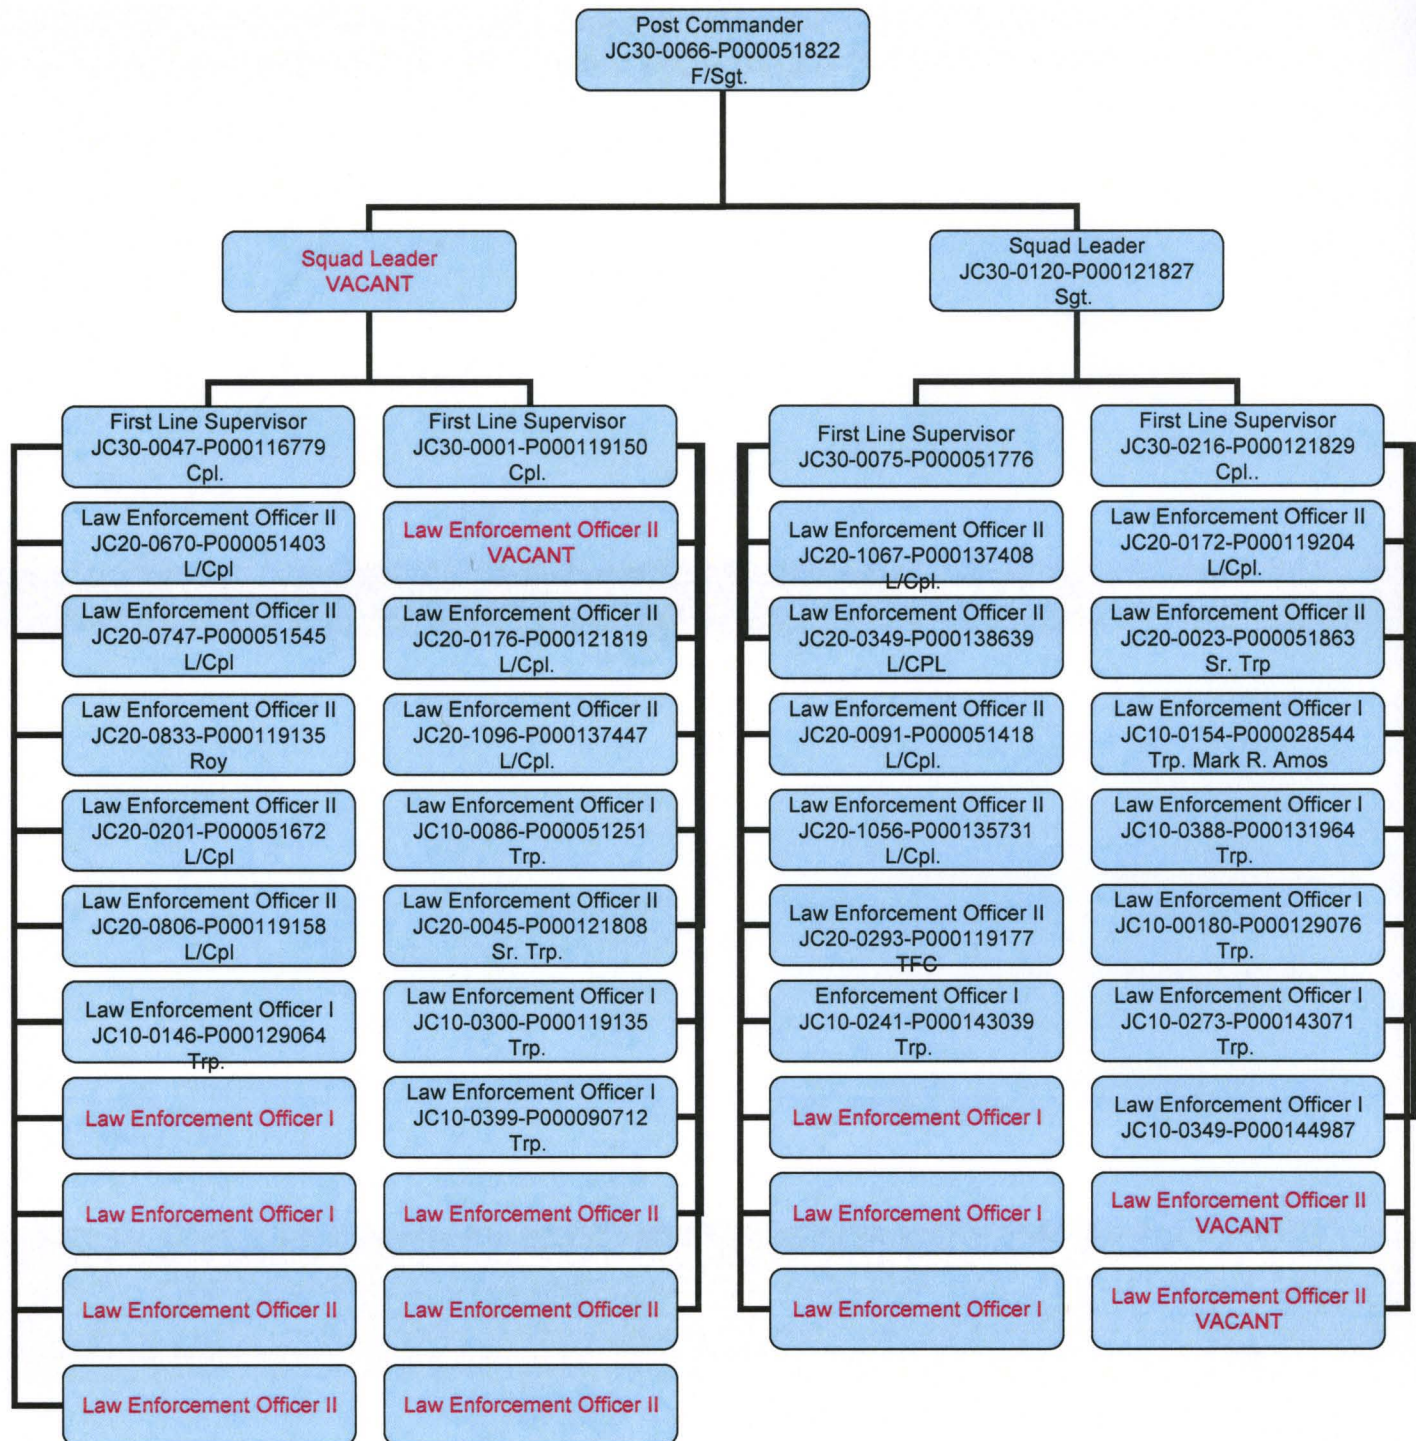 Post Commander
JC30-0066-P000051822
F/Sgt.
Squad Leader
VACANT
Squad Leader
JC30-0120-P000121827
Sgt.
First Line Supervisor
JC30-0047-P000116779
Cpl.
Law Enforcement Officer II
JC20-0670-P000051403
L/Cpl
Law Enforcement Officer II
JC20-0747-P000051545
L/Cpl
Law Enforcement Officer II
JC20-0833-P000119135
Roy
Law Enforcement Officer II
JC20-0201-P000051672
L/Cpl
Law Enforcement Officer II
JC20-0806-P000119158
L/Cpl
Law Enforcement Officer I
JC10-0146-P000129064
Trp.
Law Enforcement Officer I
Law Enforcement Officer I
Law Enforcement Officer II
Law Enforcement Officer II
First Line Supervisor
JC30-0001-P000119150
Cpl.
Law Enforcement Officer II
VACANT
Law Enforcement Officer II
JC20-0176-P000121819
L/Cpl.
Law Enforcement Officer II
JC20-1096-P000137447
L/Cpl.
Law Enforcement Officer I
JC10-0086-P000051251
Trp.
Law Enforcement Officer II
JC20-0045-P000121808
Sr. Trp.
Law Enforcement Officer I
JC10-0300-P000119135
Trp.
Law Enforcement Officer I
JC10-0399-P000090712
Trp.
Law Enforcement Officer II
Law Enforcement Officer II
Law Enforcement Officer II
First Line Supervisor
JC30-0075-P000051776
Law Enforcement Officer II
JC20-1067-P000137408
L/Cpl.
Law Enforcement Officer II
JC20-0349-P000138639
L/CPL
Law Enforcement Officer II
JC20-0091-P000051418
L/Cpl.
Law Enforcement Officer II
JC20-1056-P000135731
L/Cpl.
Law Enforcement Officer II
JC20-0293-P000119177
TFC
Enforcement Officer I
JC10-0241-P000143039
Trp.
Law Enforcement Officer I
Law Enforcement Officer I
Law Enforcement Officer I
First Line Supervisor
JC30-0216-P000121829
Cpl..
Law Enforcement Officer II
JC20-0172-P000119204
L/Cpl.
Law Enforcement Officer II
JC20-0023-P000051863
Sr. Trp
Law Enforcement Officer I
JC10-0154-P000028544
Trp. Mark R. Amos
Law Enforcement Officer I
JC10-0388-P000131964
Trp.
Law Enforcement Officer I
JC10-00180-P000129076
Trp.
Law Enforcement Officer I
JC10-0273-P000143071
Trp.
Law Enforcement Officer I
JC10-0349-P000144987
Law Enforcement Officer II
VACANT
Law Enforcement Officer II
VACANT